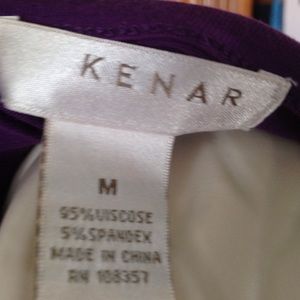 KENAR
M
95%VISCOSE
5%SPANDEX
MADE IN CHINA
RN 108357